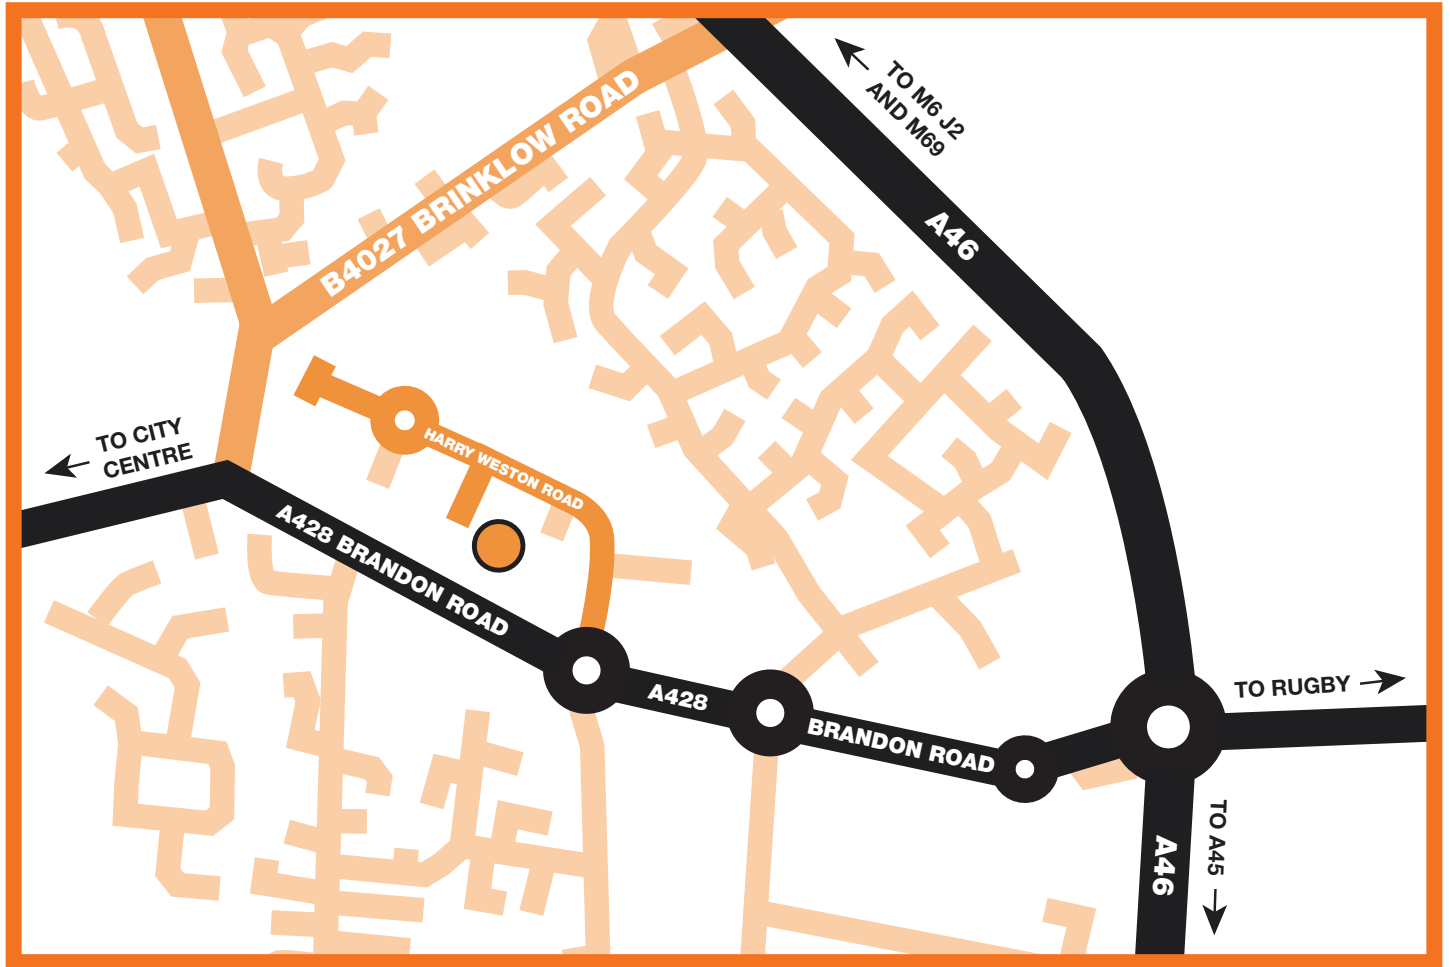 TO M6 J2
AND M69
B4027 BRINKLOW ROAD
A46
TO CITY
CENTRE
HARRY WESTON ROAD
A428 BRANDON ROAD
A428
BRANDON ROAD
TO RUGBY
TO A45
A46